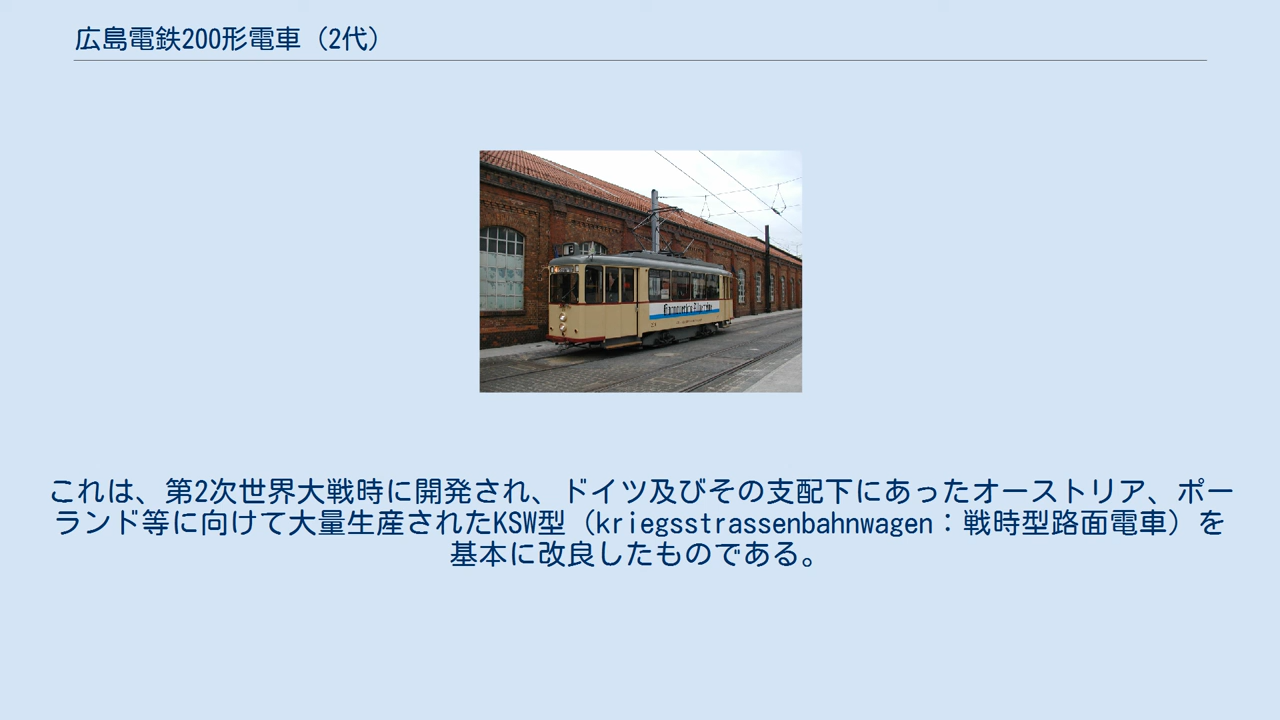 広島電鉄200形電車（2代）
これは、第2次世界大戦時に開発され、ドイツ及びその支配下にあったオーストリア、ポー
ランド等に向けて大量生産されたKSW型（kriegsstrassenbahnwagen：戦時型路面電車）を
基本に改良したものである。